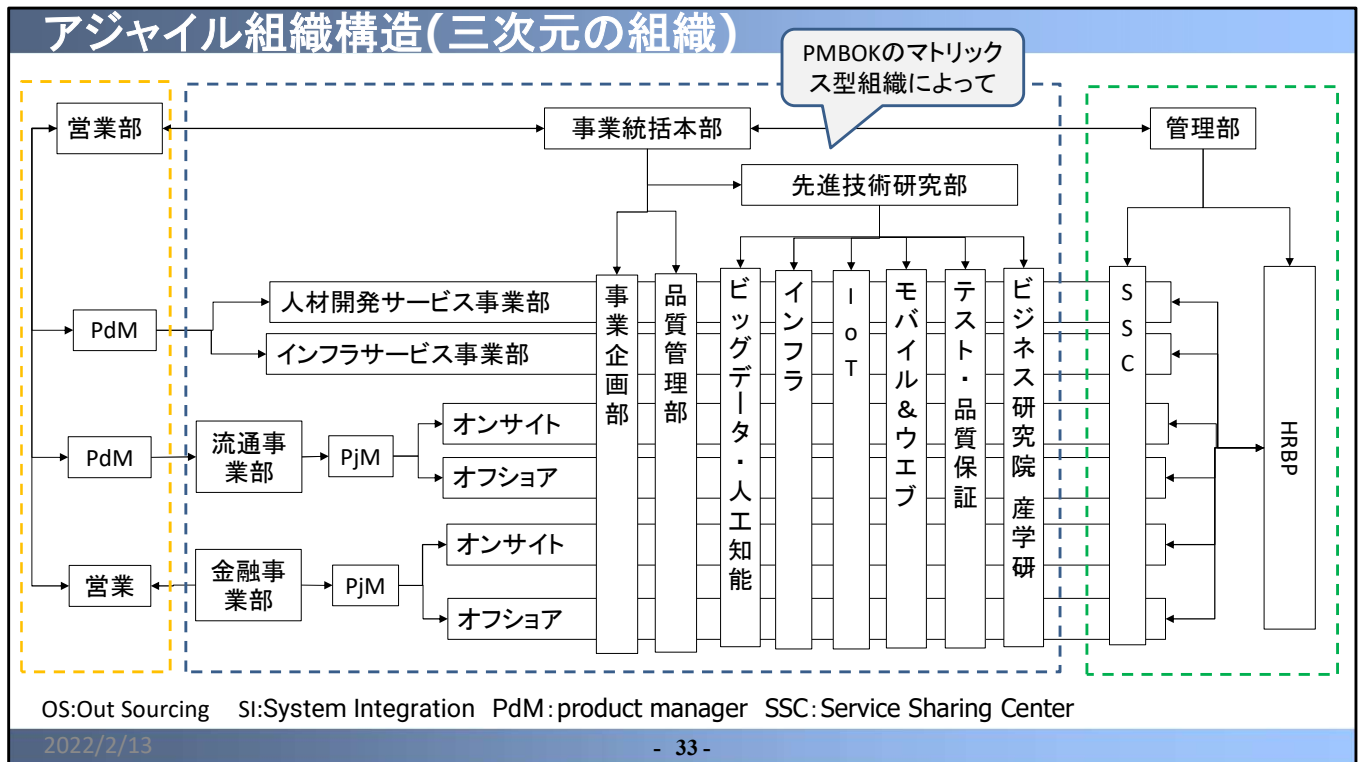 アジャイル組織構造(三次元の組織)
PMBOKのマトリック
ス型組織によって
営業部
事業統括本部
管理部
先進技術研究部
人材開発サービス事業部
インフラサービス事業部
PdM
PdM
営業
流通事
業部
PjM
オンサイト
オフショア
金融事
業部
PjM
オンサイト
オフショア
事業企画部
品質管理部
ビッグデータ・人工知能
インフラ
IoT
モバイル&ウエブ
テスト・品質保証
ビジネス研究院 産学研
SSC
HRBP
OS:Out Sourcing SI:System Integration PdM:product manager SSC:Service Sharing Center
2022/2/13
- 33 -